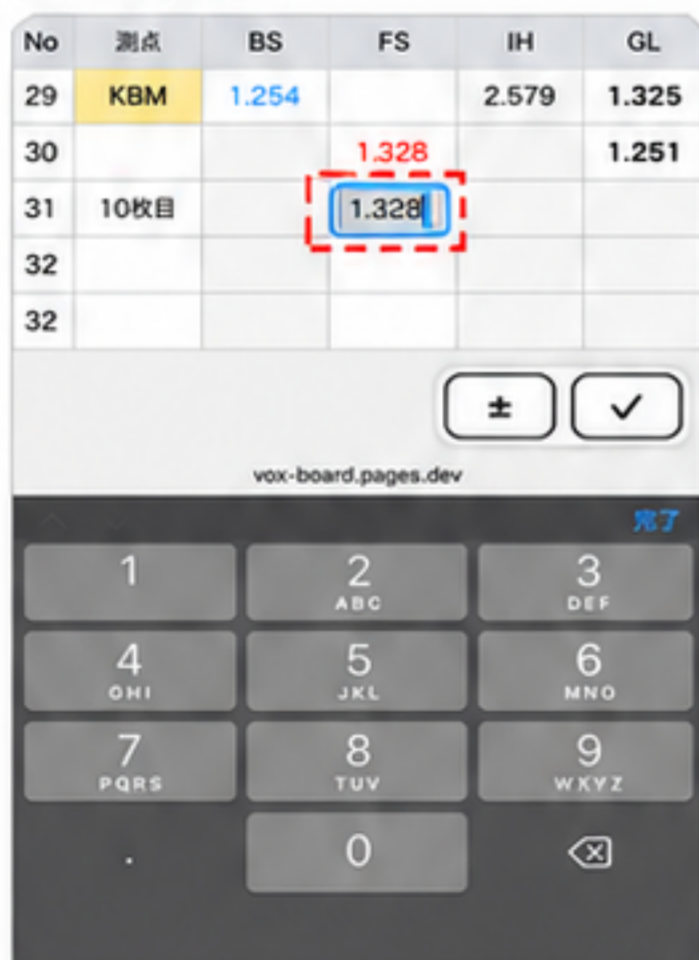 No 測点 BS FS IH GL
29 KBM 1.254 2.579 1.325
30 1.328 1.251
31 10枚目 1.328
32
32
± ✓
vox-board.pages.dev
完了
1 2 3
ABC DEF
4 5 6
GHI JKL MNO
7 8 9
PQRS TUV WXYZ
. 0